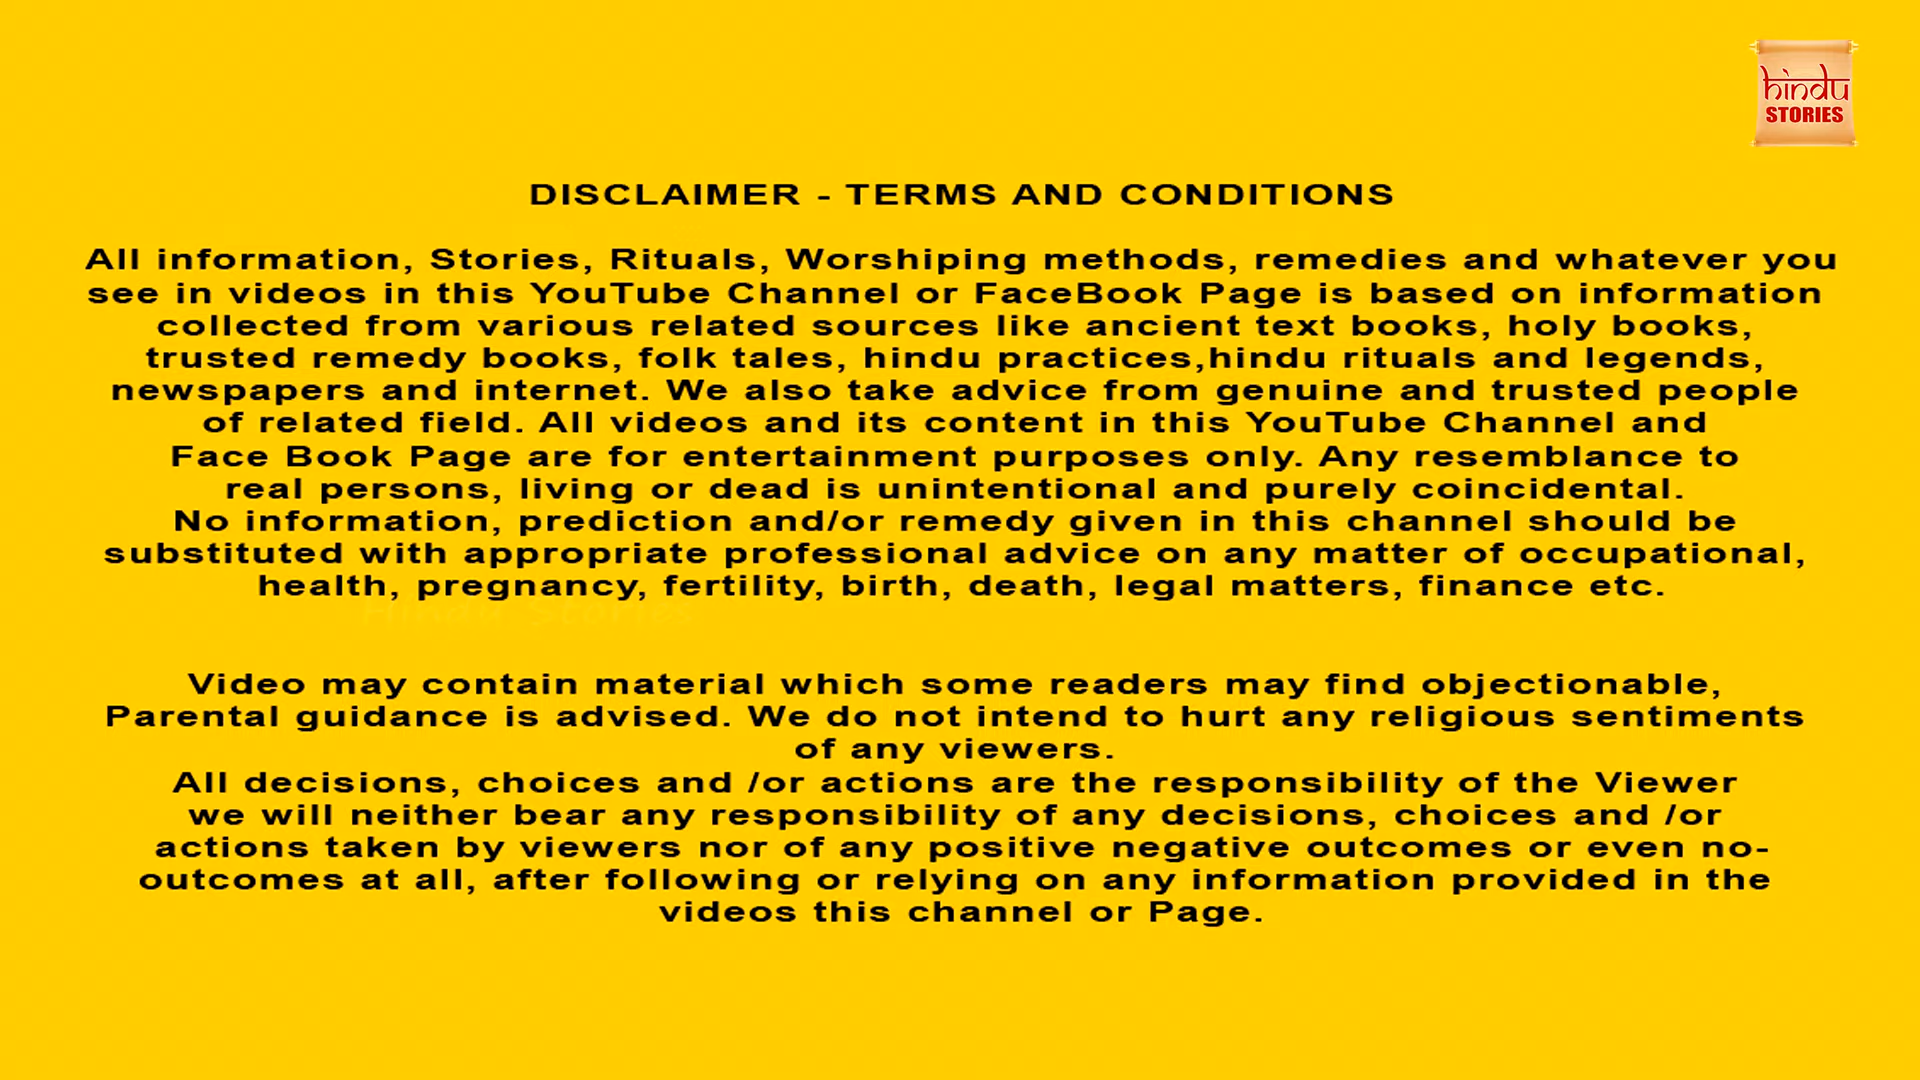 hindu
STORIES
DISCLAIMER - TERMS AND CONDITIONS
All information, Stories, Rituals, Worshiping methods, remedies and whatever you
see in videos in this YouTube Channel or FaceBook Page is based on information
collected from various related sources like ancient text books, holy books,
trusted remedy books, folk tales, hindu practices,hindu rituals and legends,
newspapers and internet. We also take advice from genuine and trusted people
of related field. All videos and its content in this YouTube Channel and
Face Book Page are for entertainment purposes only. Any resemblance to
real persons, living or dead is unintentional and purely coincidental.
No information, prediction and/or remedy given in this channel should be
substituted with appropriate professional advice on any matter of occupational,
health, pregnancy, fertility, birth, death, legal matters, finance etc.
Hindu Stories
Video may contain material which some readers may find objectionable,
Parental guidance is advised. We do not intend to hurt any religious sentiments
of any viewers.
All decisions, choices and /or actions are the responsibility of the Viewer
we will neither bear any responsibility of any decisions, choices and /or
actions taken by viewers nor of any positive negative outcomes or even no-
outcomes at all, after following or relying on any information provided in the
videos this channel or Page.